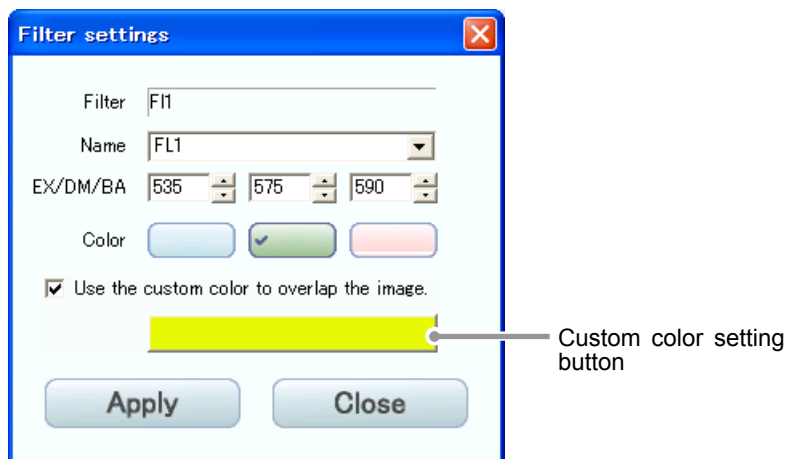 Filter settings
Filter Fl1
Name FL1
EX/DM/BA 535 575 590
Color
Use the custom color to overlap the image.
Custom color setting
button
Apply Close